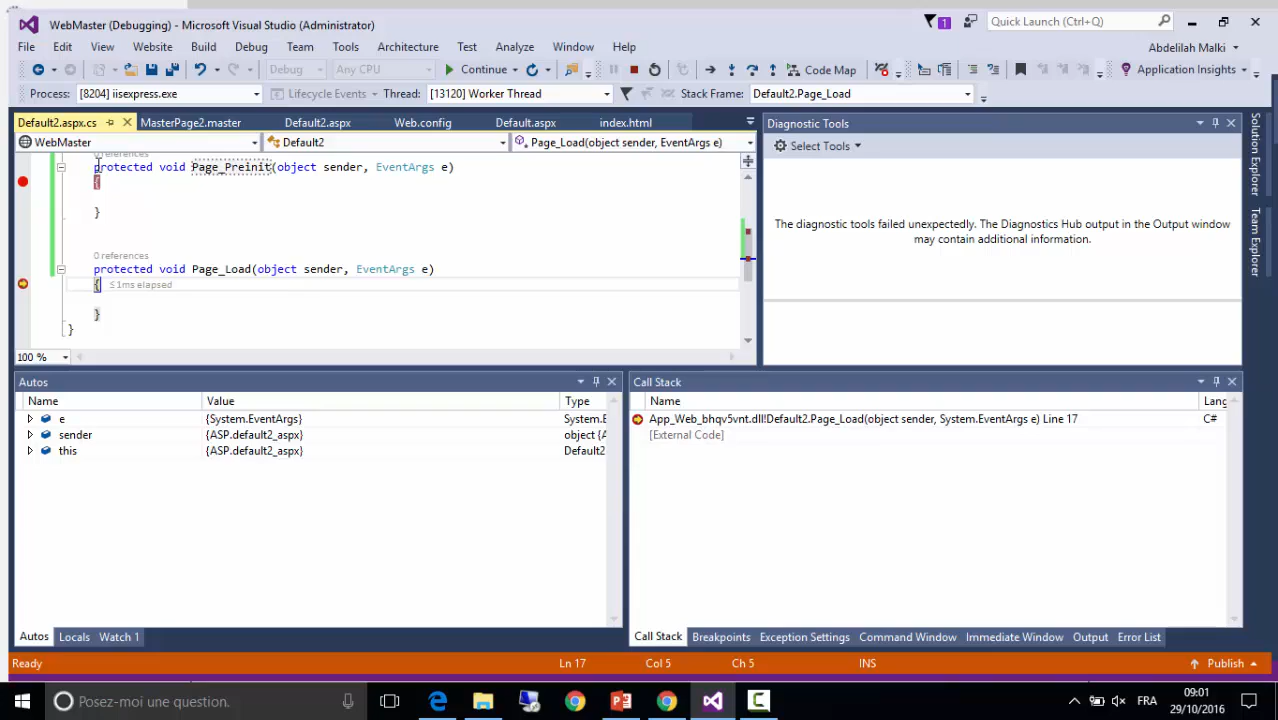 WebMaster (Debugging) - Microsoft Visual Studio (Administrator)
1
Quick Launch (Ctrl+Q)
File Edit View Website Build Debug Team Tools Architecture Test Analyze Window Help
Abdelilah Malki
Debug Any CPU Continue Code Map Application Insights
Process: [8204] iisexpress.exe Lifecycle Events Thread: [13120] Worker Thread Stack Frame: Default2.Page_Load
Default2.aspx.cs MasterPage2.master Default2.aspx Web.config Default.aspx index.html
WebMaster Default2 Page_Load(object sender, EventArgs e)
0 references
protected void Page_Preinit(object sender, EventArgs e)
{
}
0 references
protected void Page_Load(object sender, EventArgs e)
{ ≤ 1ms elapsed
}
}
100 %
Diagnostic Tools
Select Tools
The diagnostic tools failed unexpectedly. The Diagnostics Hub output in the Output window
may contain additional information.
Solution Explorer
Team Explorer
Autos
Name Value Type
e {System.EventArgs} System.E
sender {ASP.default2_aspx} object {A
this {ASP.default2_aspx} Default2
Autos Locals Watch 1
Call Stack
Name Lang
App_Web_bhqv5vnt.dll!Default2.Page_Load(object sender, System.EventArgs e) Line 17 C#
[External Code]
Call Stack Breakpoints Exception Settings Command Window Immediate Window Output Error List
Ready Ln 17 Col 5 Ch 5 INS Publish
Posez-moi une question.
FRA
09:01
29/10/2016